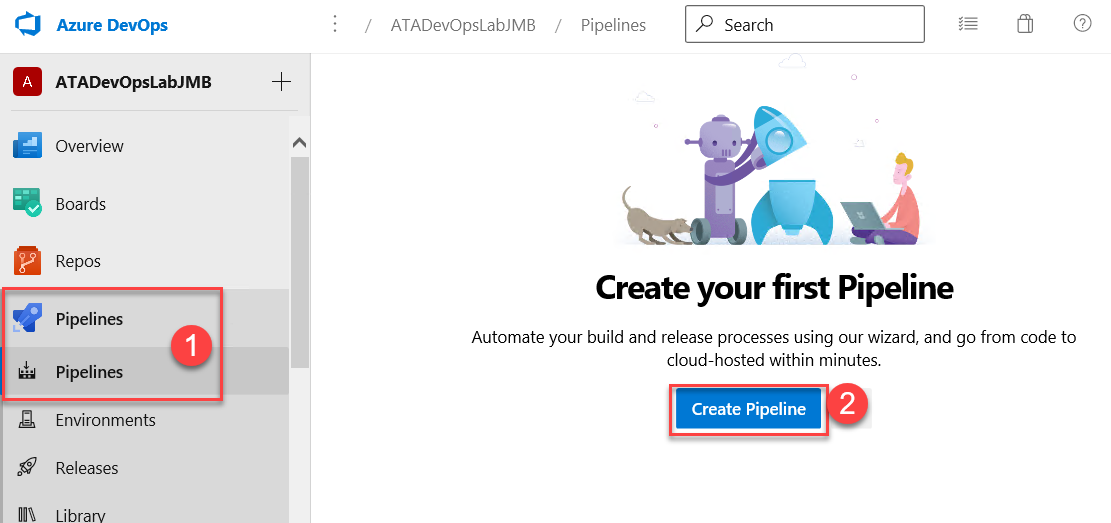 Azure DevOps
/ ATADevOpsLabJMB / Pipelines
Search
A ATADevOpsLabJMB
Overview
Boards
Repos
Pipelines
1
Pipelines
Environments
Releases
Library
Create your first Pipeline
Automate your build and release processes using our wizard, and go from code to
cloud-hosted within minutes.
Create Pipeline 2